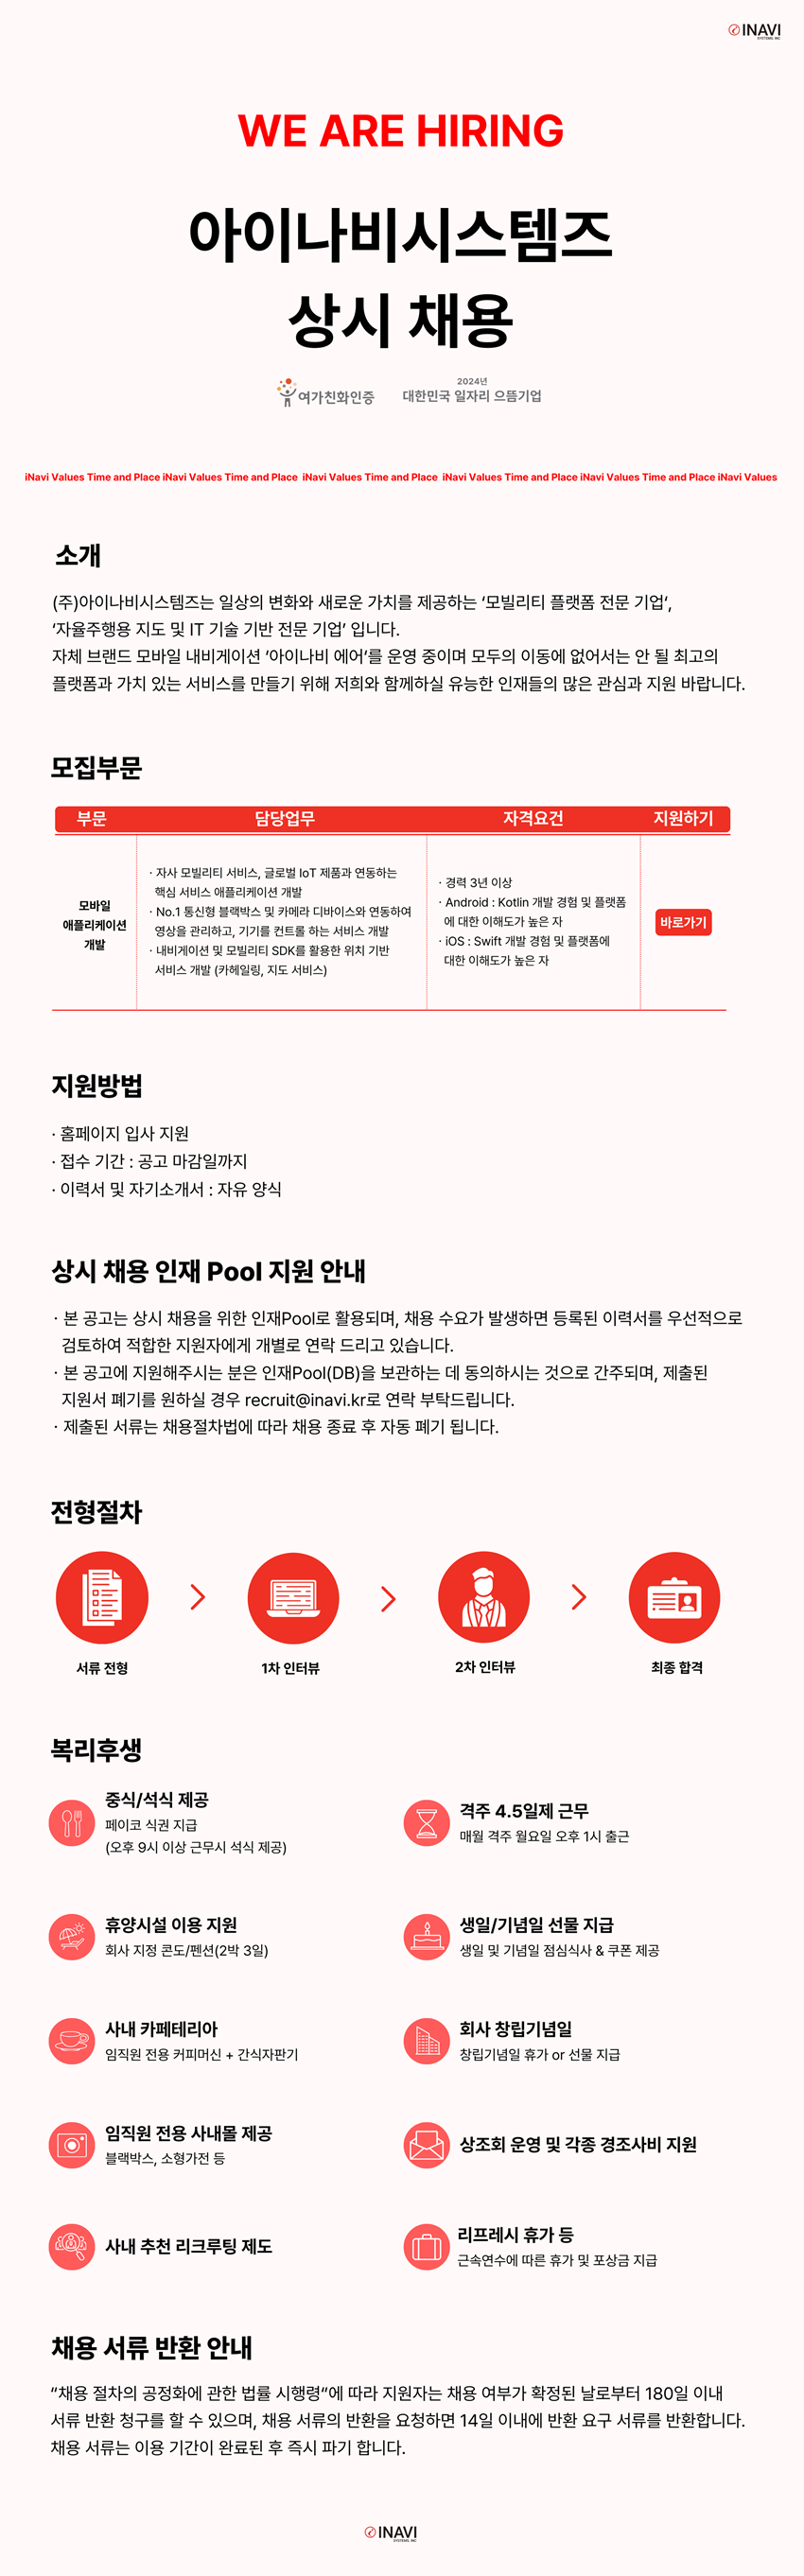 INAVI
SYSTEMS. INC
WE ARE HIRING
아이나비시스템즈
상시 채용
여가친화인증
2024년
대한민국 일자리 으뜸기업
iNavi Values Time and Place iNavi Values Time and Place iNavi Values Time and Place iNavi Values Time and Place iNavi Values Time and Place iNavi Values
소개
(주)아이나비시스템즈는 일상의 변화와 새로운 가치를 제공하는 ‘모빌리티 플랫폼 전문 기업‘,
‘자율주행용 지도 및 IT 기술 기반 전문 기업’ 입니다.
자체 브랜드 모바일 내비게이션 ‘아이나비 에어‘를 운영 중이며 모두의 이동에 없어서는 안 될 최고의
플랫폼과 가치 있는 서비스를 만들기 위해 저희와 함께하실 유능한 인재들의 많은 관심과 지원 바랍니다.
모집부문
부문 담당업무 자격요건 지원하기
모바일
애플리케이션
개발
· 자사 모빌리티 서비스, 글로벌 IoT 제품과 연동하는
핵심 서비스 애플리케이션 개발
· No.1 통신형 블랙박스 및 카메라 디바이스와 연동하여
영상을 관리하고, 기기를 컨트롤 하는 서비스 개발
· 내비게이션 및 모빌리티 SDK를 활용한 위치 기반
서비스 개발 (카헤일링, 지도 서비스)
· 경력 3년 이상
· Android : Kotlin 개발 경험 및 플랫폼
에 대한 이해도가 높은 자
· iOS : Swift 개발 경험 및 플랫폼에
대한 이해도가 높은 자
바로가기
지원방법
· 홈페이지 입사 지원
· 접수 기간 : 공고 마감일까지
· 이력서 및 자기소개서 : 자유 양식
상시 채용 인재 Pool 지원 안내
· 본 공고는 상시 채용을 위한 인재Pool로 활용되며, 채용 수요가 발생하면 등록된 이력서를 우선적으로
검토하여 적합한 지원자에게 개별로 연락 드리고 있습니다.
· 본 공고에 지원해주시는 분은 인재Pool(DB)을 보관하는 데 동의하시는 것으로 간주되며, 제출된
지원서 폐기를 원하실 경우 recruit@inavi.kr로 연락 부탁드립니다.
· 제출된 서류는 채용절차법에 따라 채용 종료 후 자동 폐기 됩니다.
전형절차
서류 전형
1차 인터뷰
2차 인터뷰
최종 합격
복리후생
중식/석식 제공
페이코 식권 지급
(오후 9시 이상 근무시 석식 제공)
격주 4.5일제 근무
매월 격주 월요일 오후 1시 출근
휴양시설 이용 지원
회사 지정 콘도/펜션(2박 3일)
생일/기념일 선물 지급
생일 및 기념일 점심식사 & 쿠폰 제공
사내 카페테리아
임직원 전용 커피머신 + 간식자판기
회사 창립기념일
창립기념일 휴가 or 선물 지급
임직원 전용 사내몰 제공
블랙박스, 소형가전 등
상조회 운영 및 각종 경조사비 지원
사내 추천 리크루팅 제도
리프레시 휴가 등
근속연수에 따른 휴가 및 포상금 지급
채용 서류 반환 안내
“채용 절차의 공정화에 관한 법률 시행령“에 따라 지원자는 채용 여부가 확정된 날로부터 180일 이내
서류 반환 청구를 할 수 있으며, 채용 서류의 반환을 요청하면 14일 이내에 반환 요구 서류를 반환합니다.
채용 서류는 이용 기간이 완료된 후 즉시 파기 합니다.
INAVI
SYSTEMS. INC